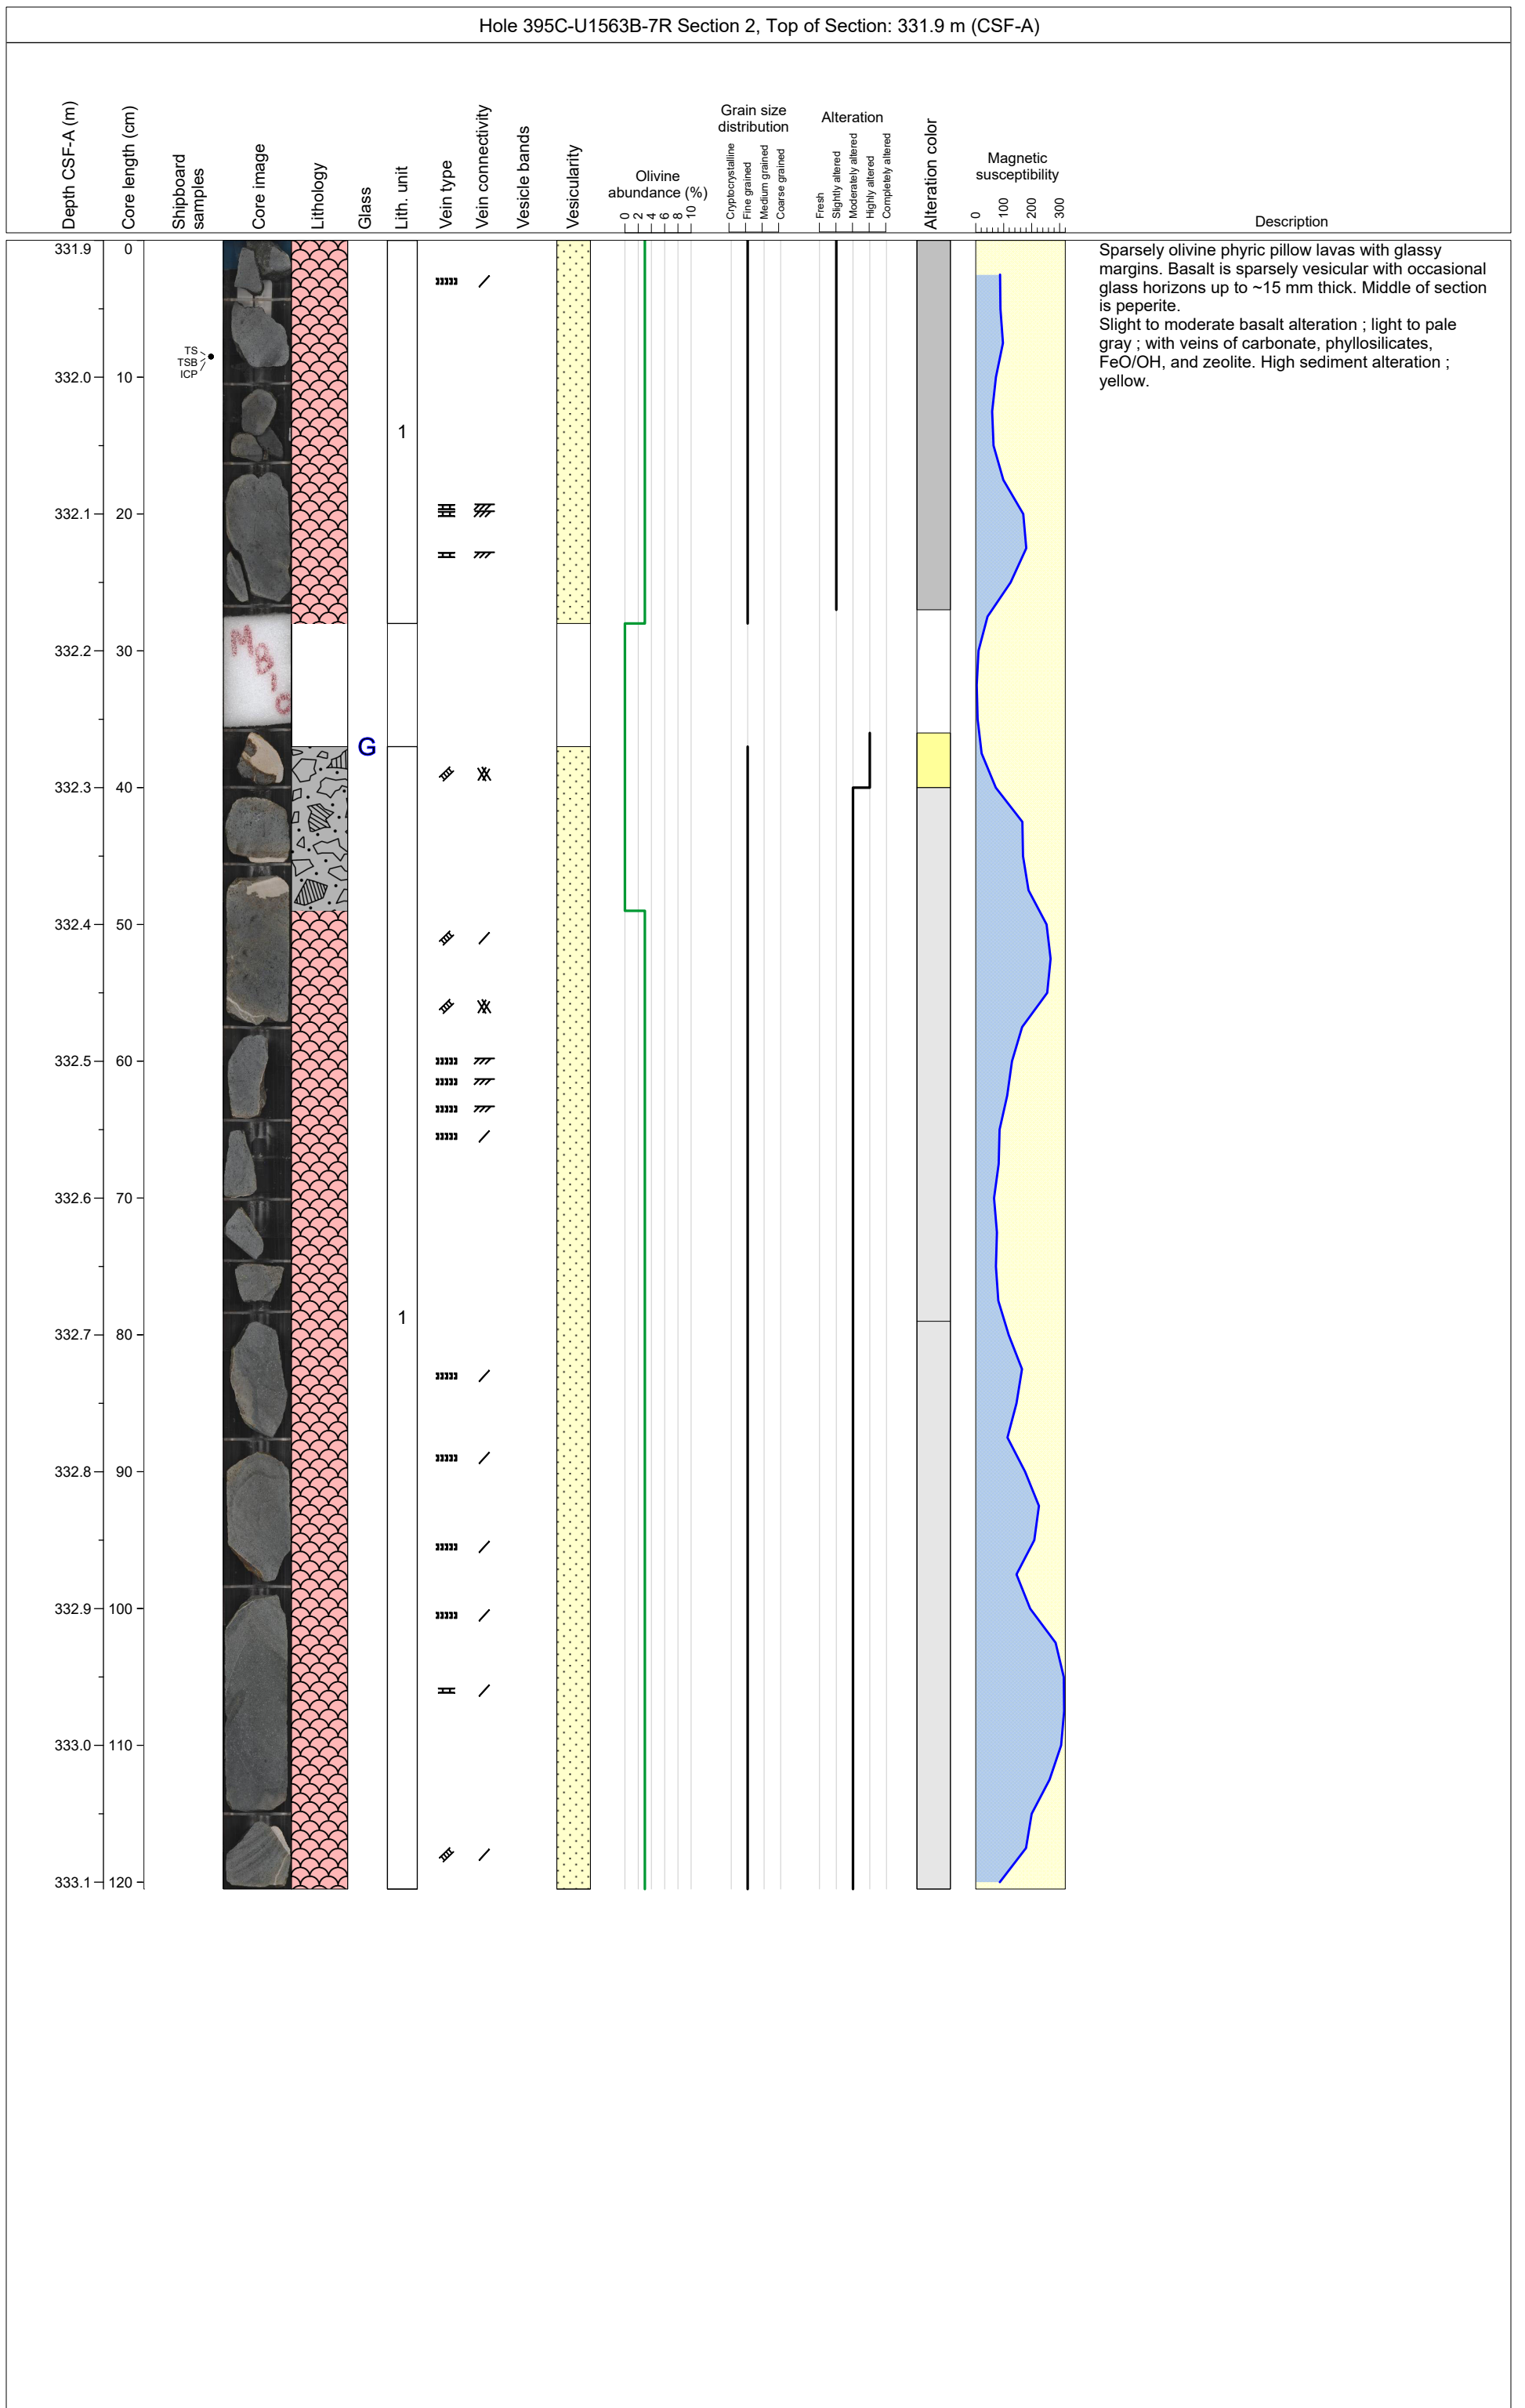 Hole 395C-U1563B-7R Section 2, Top of Section: 331.9 m (CSF-A)
Depth CSF-A (m)
Core length (cm)
Shipboard
samples
Core image
Lithology
Glass
Lith. unit
Vein type
Vein connectivity
Vesicle bands
Vesicularity
Olivine
abundance (%)
0 2 4 6 8 10
Grain size
distribution
Cryptocrystalline
Fine grained
Medium grained
Coarse grained
Alteration
Fresh
Slightly altered
Moderately altered
Highly altered
Completely altered
Alteration color
Magnetic
susceptibility
0 100 200 300
Description
331.9 0
332.0 10
332.1 20
332.2 30
332.3 40
332.4 50
332.5 60
332.6 70
332.7 80
332.8 90
332.9 100
333.0 110
333.1 120
TS
TSB
ICP
MBIO
G
1
1
Sparsely olivine phyric pillow lavas with glassy
margins. Basalt is sparsely vesicular with occasional
glass horizons up to ~15 mm thick. Middle of section
is peperite.
Slight to moderate basalt alteration ; light to pale
gray ; with veins of carbonate, phyllosilicates,
FeO/OH, and zeolite. High sediment alteration ;
yellow.